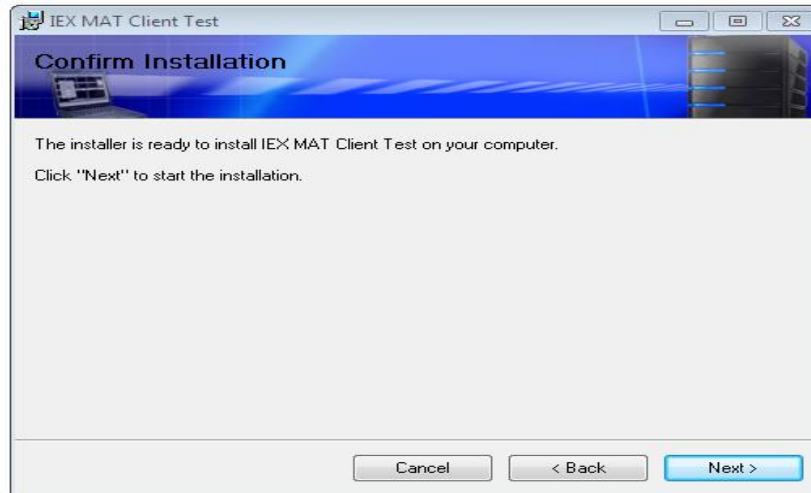 IEX MAT Client Test
Confirm Installation
The installer is ready to install IEX MAT Client Test on your computer.
Click "Next" to start the installation.
Cancel
< Back
Next >